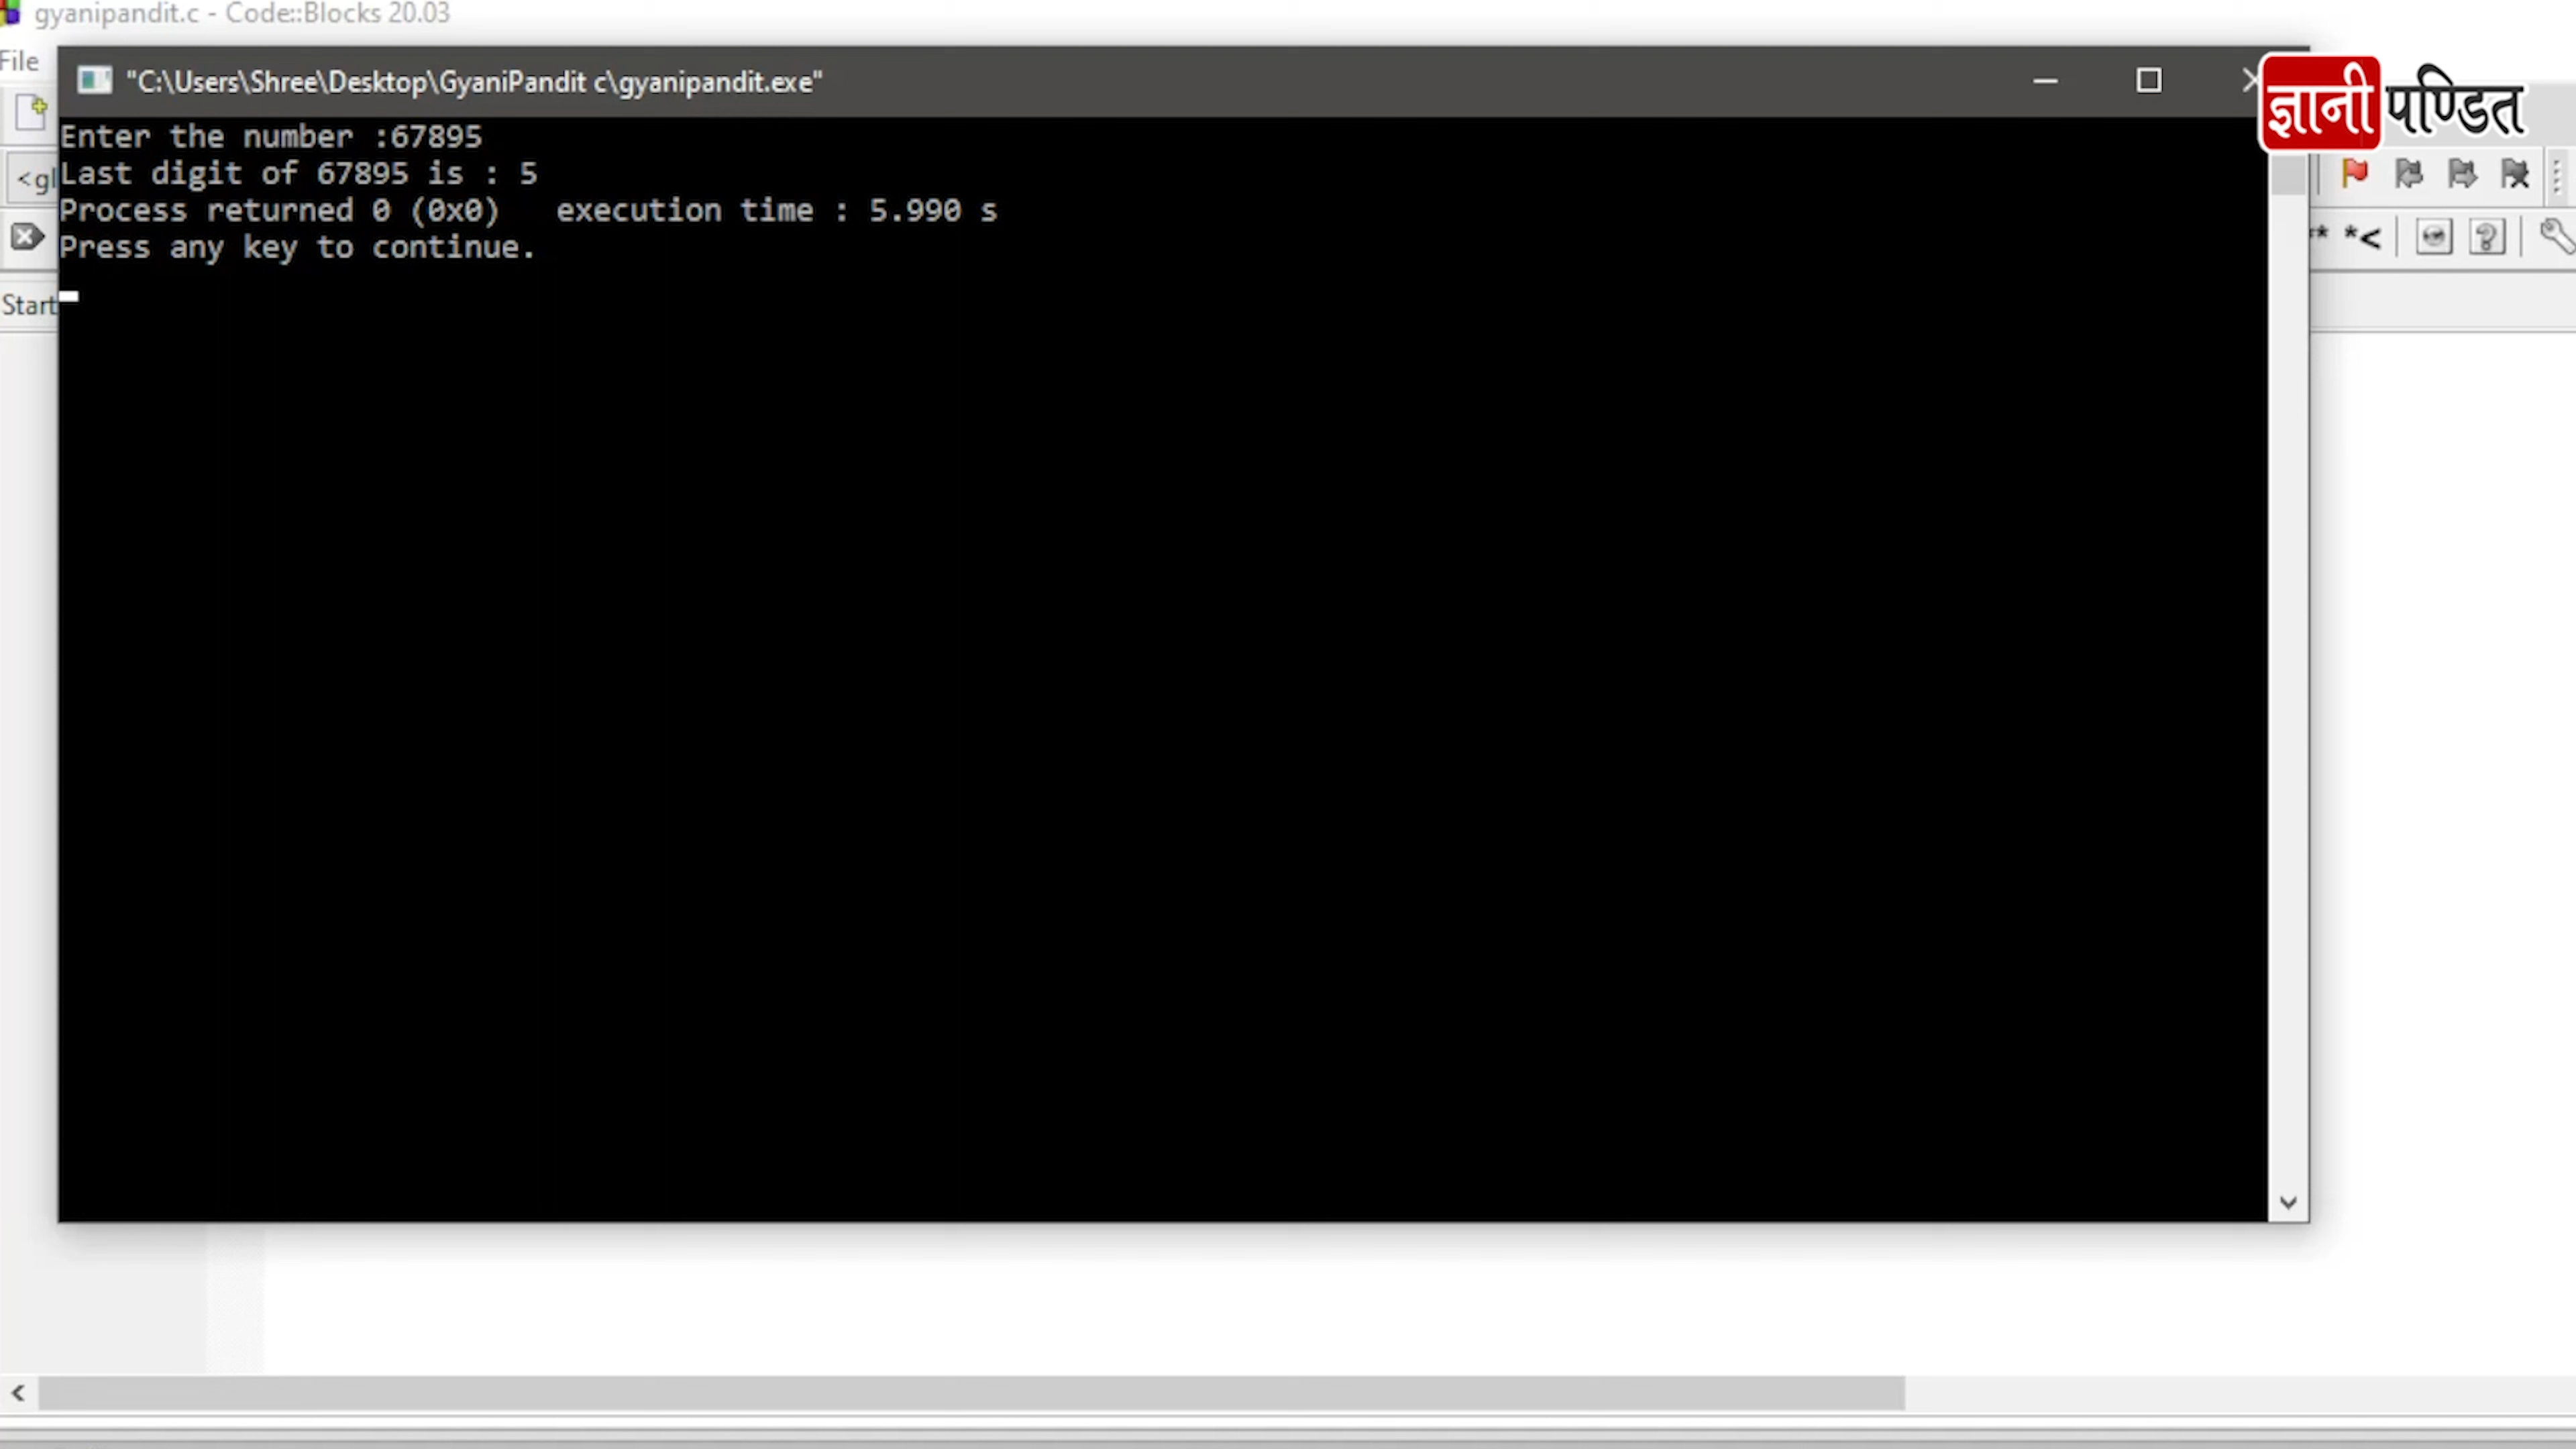 gyanipandit.c - Code::Blocks 20.03
File
"C:\Users\Shree\Desktop\GyaniPandit c\gyanipandit.exe"
ज्ञानी पण्डित
Enter the number :67895
Last digit of 67895 is : 5
<gl
Process returned 0 (0x0)   execution time : 5.990 s
Press any key to continue.
** *<
Start